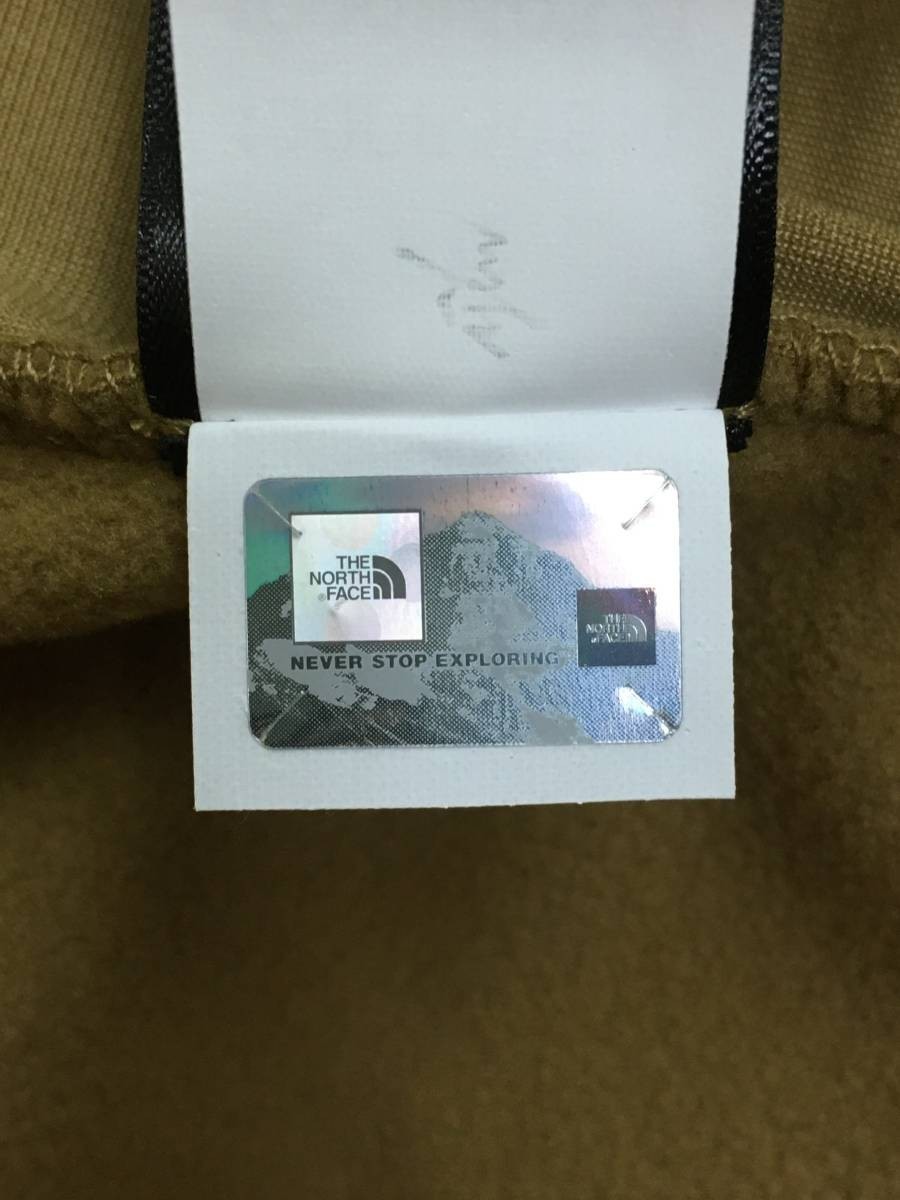 THE
NORTH
FACE
NEVER STOP EXPLORING
THE
NORTH
FACE